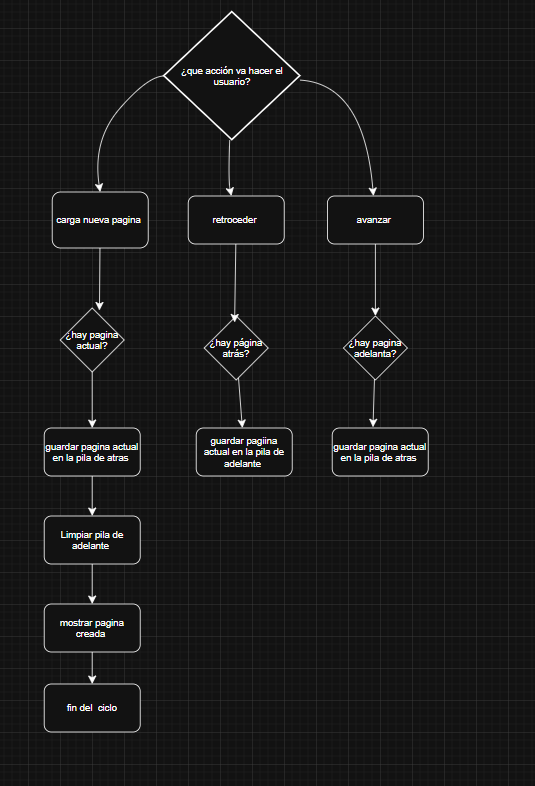 ¿que acción va hacer el
usuario?
carga nueva pagina
retroceder
avanzar
¿hay pagina
actual?
¿hay página
atrás?
¿hay pagina
adelanta?
guardar pagina actual
en la pila de atras
guardar pagiina
actual en la pila de
adelante
guardar pagina actual
en la pila de atras
Limpiar pila de
adelante
mostrar pagina
creada
fin del ciclo